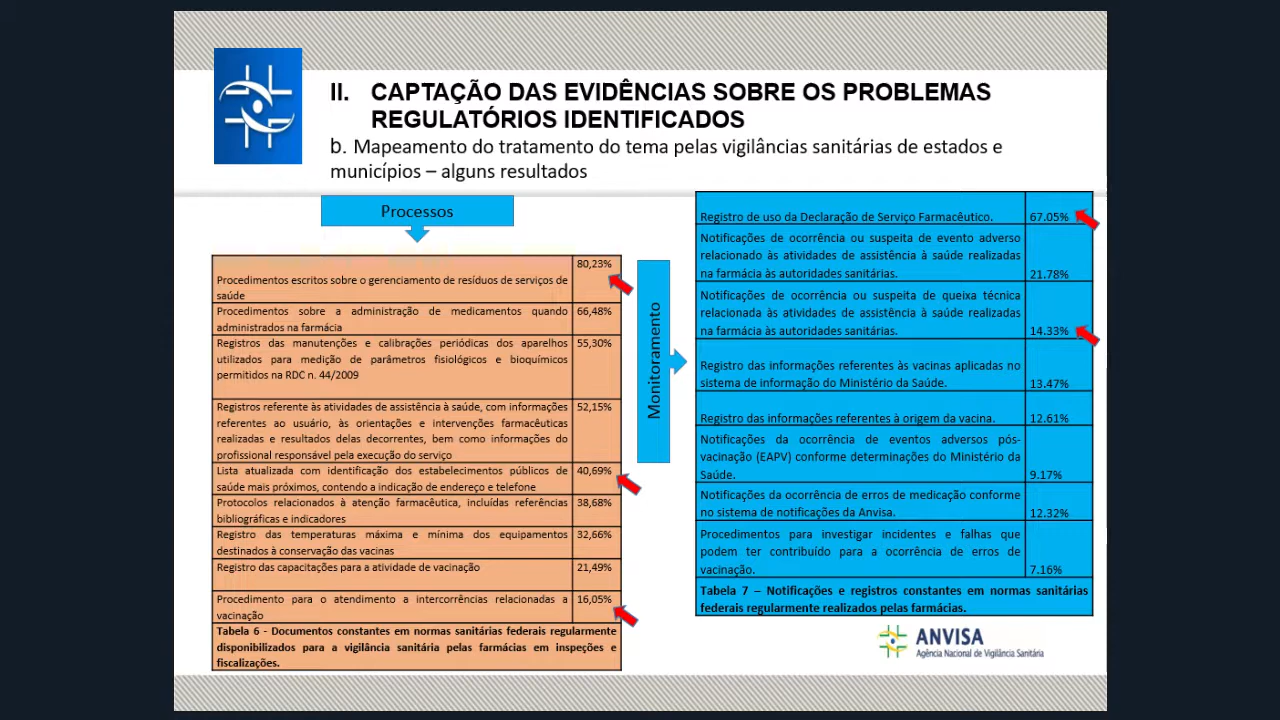 II. CAPTAÇÃO DAS EVIDÊNCIAS SOBRE OS PROBLEMAS
REGULATÓRIOS IDENTIFICADOS
b. Mapeamento do tratamento do tema pelas vigilâncias sanitárias de estados e
municípios – alguns resultados
Processos
80,23%
Procedimentos escritos sobre o gerenciamento de resíduos de serviços de
saúde
Procedimentos sobre a administração de medicamentos quando 66,48%
administrados na farmácia
Registros das manutenções e calibrações periódicas dos aparelhos 55,30%
utilizados para medição de parâmetros fisiológicos e bioquímicos
permitidos na RDC n. 44/2009
Registros referente às atividades de assistência à saúde, com informações 52,15%
referentes ao usuário, às orientações e intervenções farmacêuticas
realizadas e resultados delas decorrentes, bem como informações do
profissional responsável pela execução do serviço
Lista atualizada com identificação dos estabelecimentos públicos de 40,69%
saúde mais próximos, contendo a indicação de endereço e telefone
Protocolos relacionados à atenção farmacêutica, incluídas referências 38,68%
bibliográficas e indicadores
Registro das temperaturas máxima e mínima dos equipamentos 32,66%
destinados à conservação das vacinas
Registro das capacitações para a atividade de vacinação 21,49%
Procedimento para o atendimento a intercorrências relacionadas a 16,05%
vacinação
Tabela 6 - Documentos constantes em normas sanitárias federais regularmente
disponibilizados para a vigilância sanitária pelas farmácias em inspeções e
fiscalizações.
Monitoramento
Registro de uso da Declaração de Serviço Farmacêutico. 67.05%
Notificações de ocorrência ou suspeita de evento adverso
relacionado às atividades de assistência à saúde realizadas
na farmácia às autoridades sanitárias. 21.78%
Notificações de ocorrência ou suspeita de queixa técnica
relacionada às atividades de assistência à saúde realizadas
na farmácia às autoridades sanitárias. 14.33%
Registro das informações referentes às vacinas aplicadas no
sistema de informação do Ministério da Saúde. 13.47%
Registro das informações referentes à origem da vacina. 12.61%
Notificações da ocorrência de eventos adversos pós-
vacinação (EAPV) conforme determinações do Ministério da
Saúde. 9.17%
Notificações da ocorrência de erros de medicação conforme
no sistema de notificações da Anvisa. 12.32%
Procedimentos para investigar incidentes e falhas que
podem ter contribuído para a ocorrência de erros de
vacinação. 7.16%
Tabela 7 – Notificações e registros constantes em normas sanitárias
federais regularmente realizados pelas farmácias.
ANVISA
Agência Nacional de Vigilância Sanitária